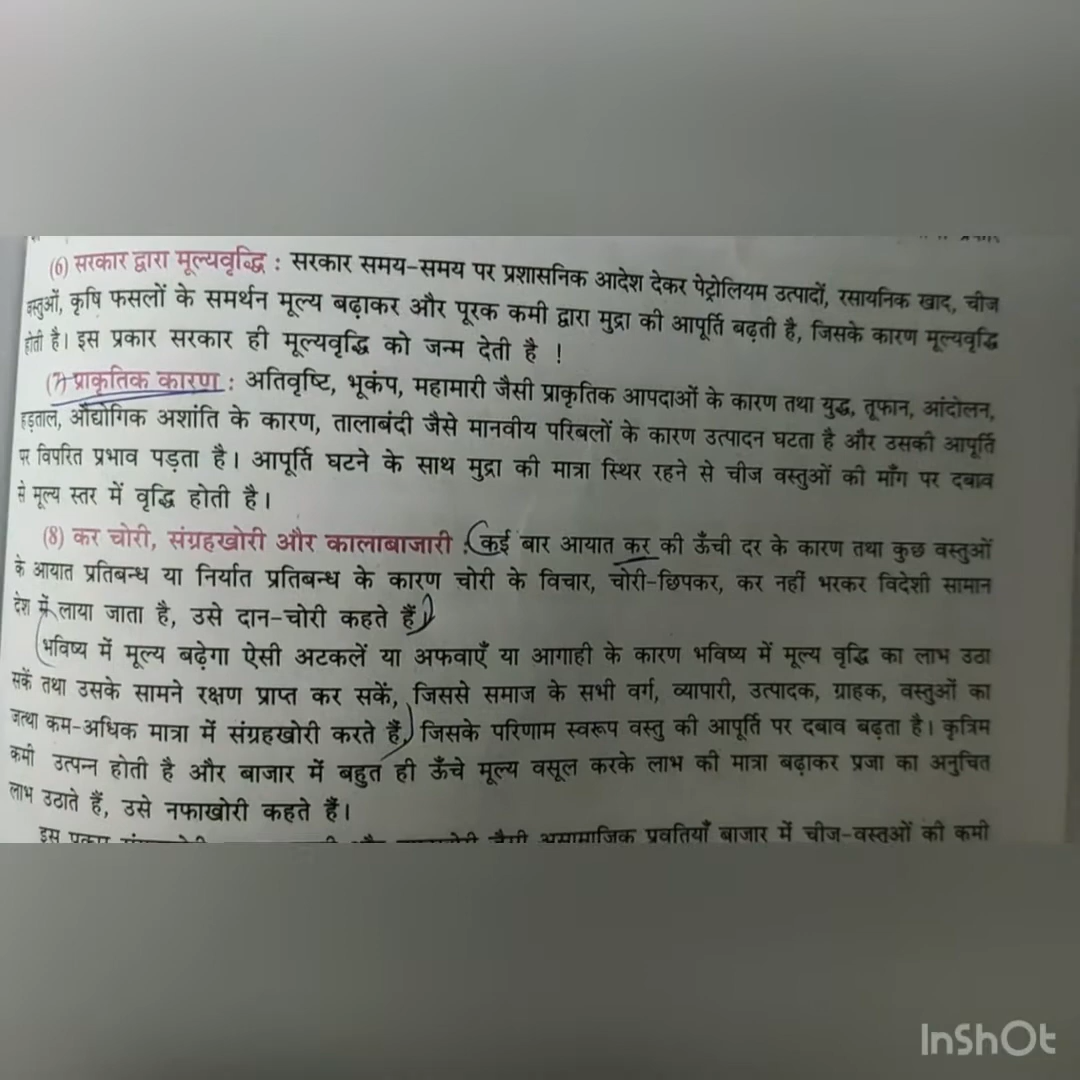 (6) सरकार द्वारा मूल्यवृद्धि : सरकार समय-समय पर प्रशासनिक आदेश देकर पेट्रोलियम उत्पादों, रसायनिक खाद, चीज
वस्तुओं, कृषि फसलों के समर्थन मूल्य बढ़ाकर और पूरक कमी द्वारा मुद्रा की आपूर्ति बढ़ती है, जिसके कारण मूल्यवृद्धि
होती है। इस प्रकार सरकार ही मूल्यवृद्धि को जन्म देती है !
(7) प्राकृतिक कारण : अतिवृष्टि, भूकंप, महामारी जैसी प्राकृतिक आपदाओं के कारण तथा युद्ध, तूफान, आंदोलन,
हड़ताल, औद्योगिक अशांति के कारण, तालाबंदी जैसे मानवीय परिबलों के कारण उत्पादन घटता है और उसकी आपूर्ति
पर विपरित प्रभाव पड़ता है। आपूर्ति घटने के साथ मुद्रा की मात्रा स्थिर रहने से चीज वस्तुओं की माँग पर दबाव
से मूल्य स्तर में वृद्धि होती है।
(8) कर चोरी, संग्रहखोरी और कालाबाजारी : कई बार आयात कर की ऊँची दर के कारण तथा कुछ वस्तुओं
के आयात प्रतिबन्ध या निर्यात प्रतिबन्ध के कारण चोरी के विचार, चोरी-छिपकर, कर नहीं भरकर विदेशी सामान
देश में लाया जाता है, उसे दान-चोरी कहते हैं।
भविष्य में मूल्य बढ़ेगा ऐसी अटकलें या अफवाएँ या आगाही के कारण भविष्य में मूल्य वृद्धि का लाभ उठा
सकें तथा उसके सामने रक्षण प्राप्त कर सकें, जिससे समाज के सभी वर्ग, व्यापारी, उत्पादक, ग्राहक, वस्तुओं का
जत्था कम-अधिक मात्रा में संग्रहखोरी करते हैं, जिसके परिणाम स्वरूप वस्तु की आपूर्ति पर दबाव बढ़ता है। कृत्रिम
कमी उत्पन्न होती है और बाजार में बहुत ही ऊँचे मूल्य वसूल करके लाभ की मात्रा बढ़ाकर प्रजा का अनुचित
लाभ उठाते हैं, उसे नफाखोरी कहते हैं।
इस प्रकार असामाजिक प्रवतियाँ बाजार में चीज-वस्तुओं की कमी
InShOt